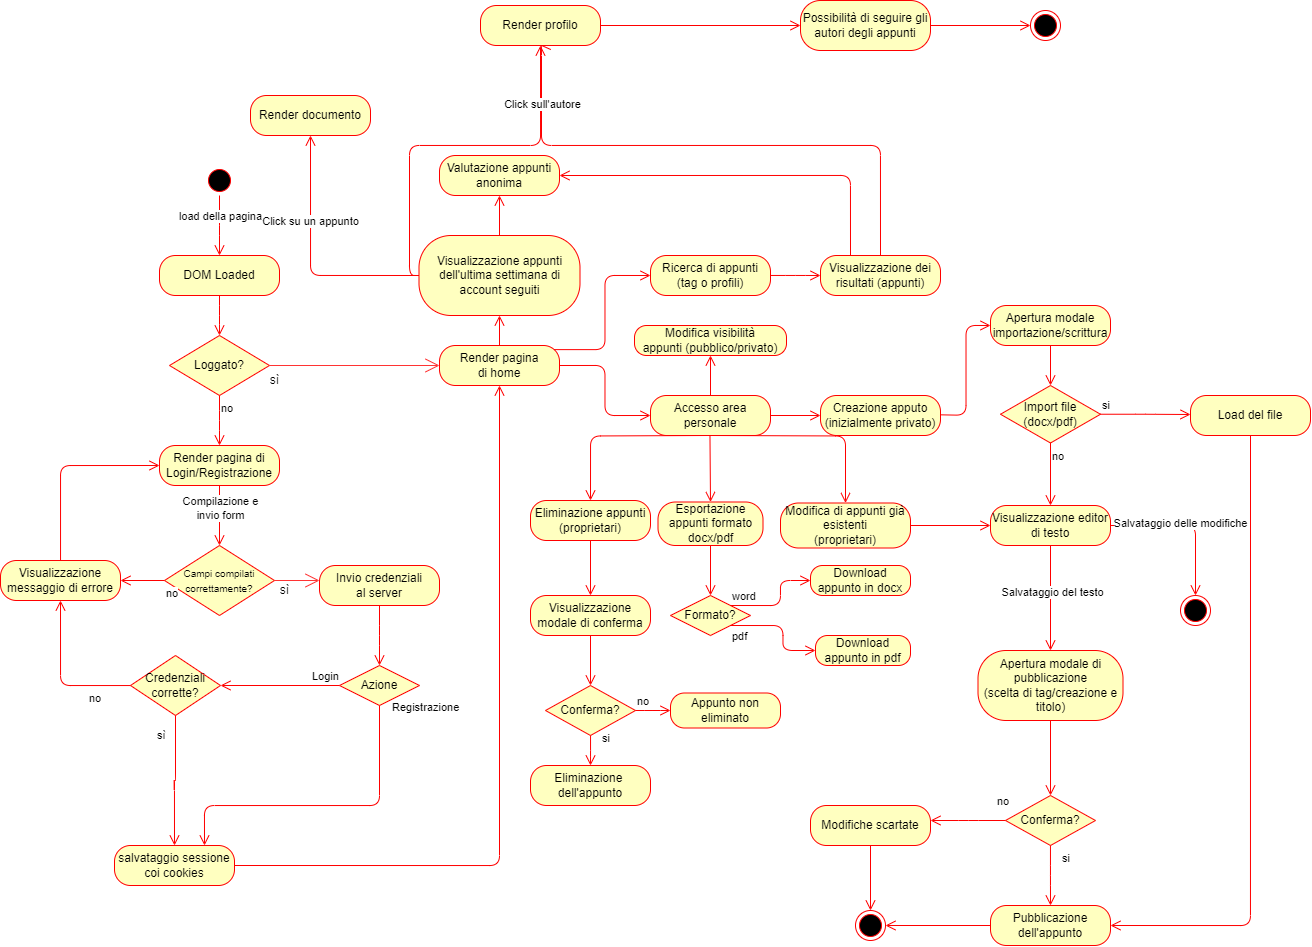 Render profilo
Possibilità di seguire gli
autori degli appunti
Click sull'autore
Render documento
Valutazione appunti
anonima
load della pagina
Click su un appunto
DOM Loaded
Visualizzazione appunti
dell'ultima settimana di
account seguiti
Ricerca di appunti
(tag o profili)
Visualizzazione dei
risultati (appunti)
Apertura modale
importazione/scrittura
Modifica visibilità
appunti (pubblico/privato)
Loggato?
sì
no
Render pagina
di home
Accesso area
personale
Creazione apputo
(inizialmente privato)
Import file
(docx/pdf)
si
no
Load del file
Render pagina di
Login/Registrazione
Compilazione e
invio form
Eliminazione appunti
(proprietari)
Esportazione
appunti formato
docx/pdf
Modifica di appunti già
esistenti
(proprietari)
Visualizzazione editor
di testo
Salvataggio delle modifiche
Visualizzazione
messaggio di errore
Campi compilati
correttamente?
no
sì
Invio credenziali
al server
Visualizzazione
modale di conferma
Formato?
word
pdf
Download
appunto in docx
Download
appunto in pdf
Salvataggio del testo
Credenziali
corrette?
no
sì
Login
Azione
Registrazione
Apertura modale di
pubblicazione
(scelta di tag/creazione e
titolo)
Conferma?
no
si
Appunto non
eliminato
Eliminazione
dell'appunto
Modifiche scartate
no
Conferma?
si
salvataggio sessione
coi cookies
Pubblicazione
dell'appunto